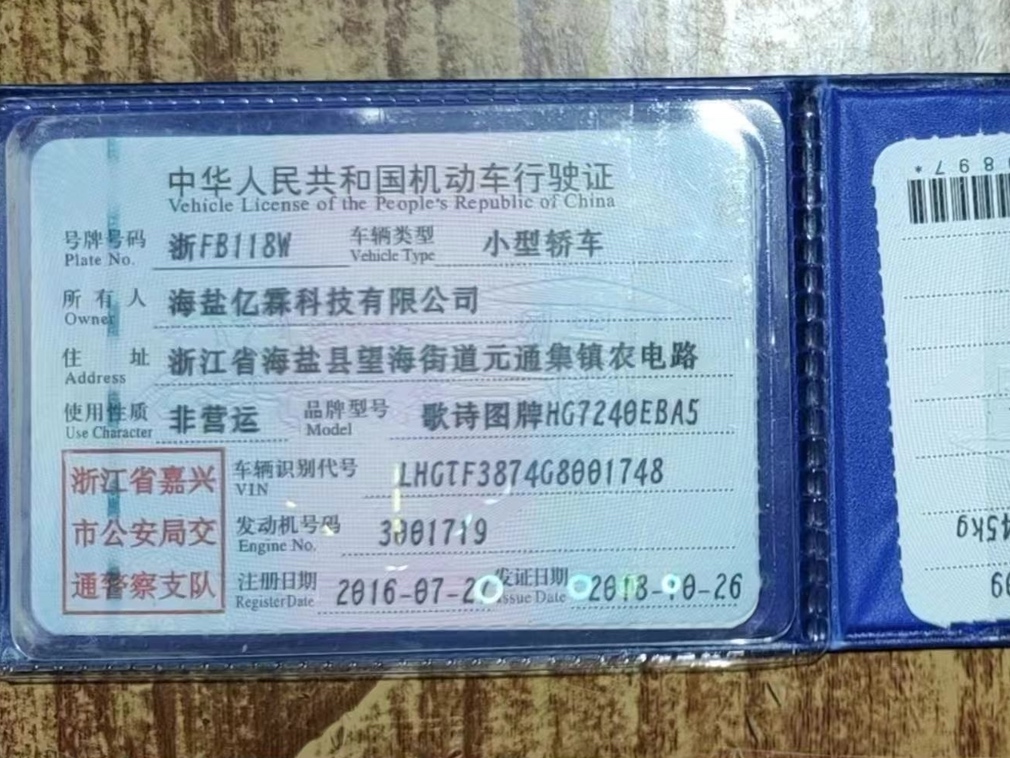 中华人民共和国机动车行驶证
Vehicle License of the People's Republic of China
号牌号码 浙FB118W 车辆类型 小型轿车
Plate No. Vehicle Type
所有人 海盐亿霖科技有限公司
Owner
住址 浙江省海盐县望海街道元通集镇农电路
Address
使用性质 非营运 品牌型号 歌诗图牌HG7240EBA5
Use Character Model
浙江省嘉兴
市公安局交
通警察支队
车辆识别代号 LHGTF3874G8001748
VIN
发动机号码 3001719
Engine No.
注册日期 2016-07-2 发证日期 2018-10-26
Register Date Issue Date
8897*
45kg
09